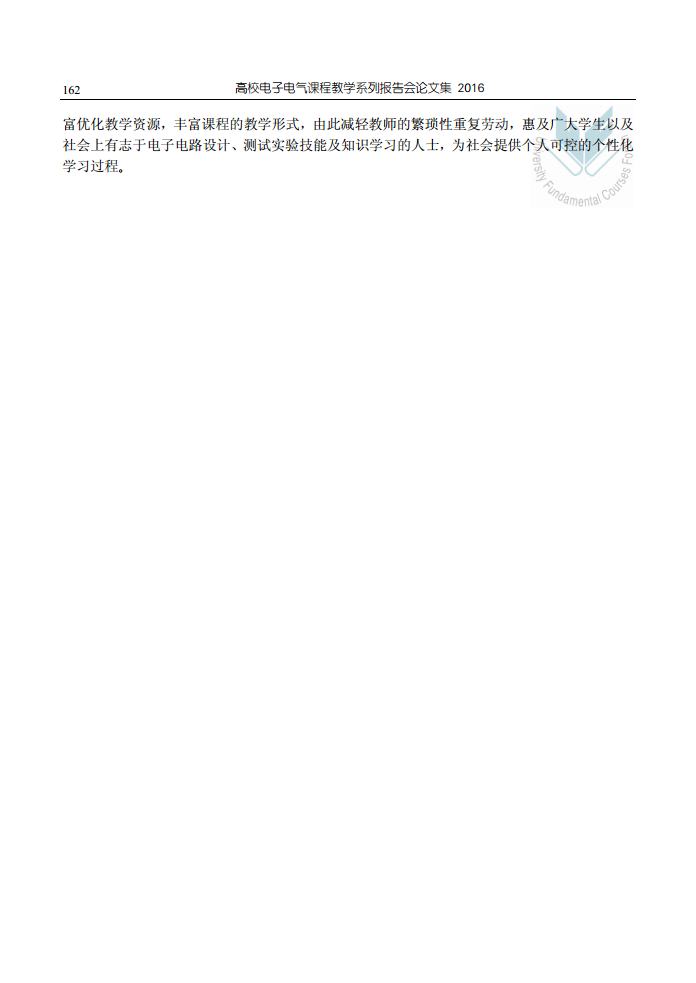 162
高校电子电气课程教学系列报告会论文集 2016
富优化教学资源，丰富课程的教学形式，由此减轻教师的繁琐性重复劳动，惠及广大学生以及
社会上有志于电子电路设计、测试实验技能及知识学习的人士，为社会提供个人可控的个性化
学习过程。
Fundamental Courses